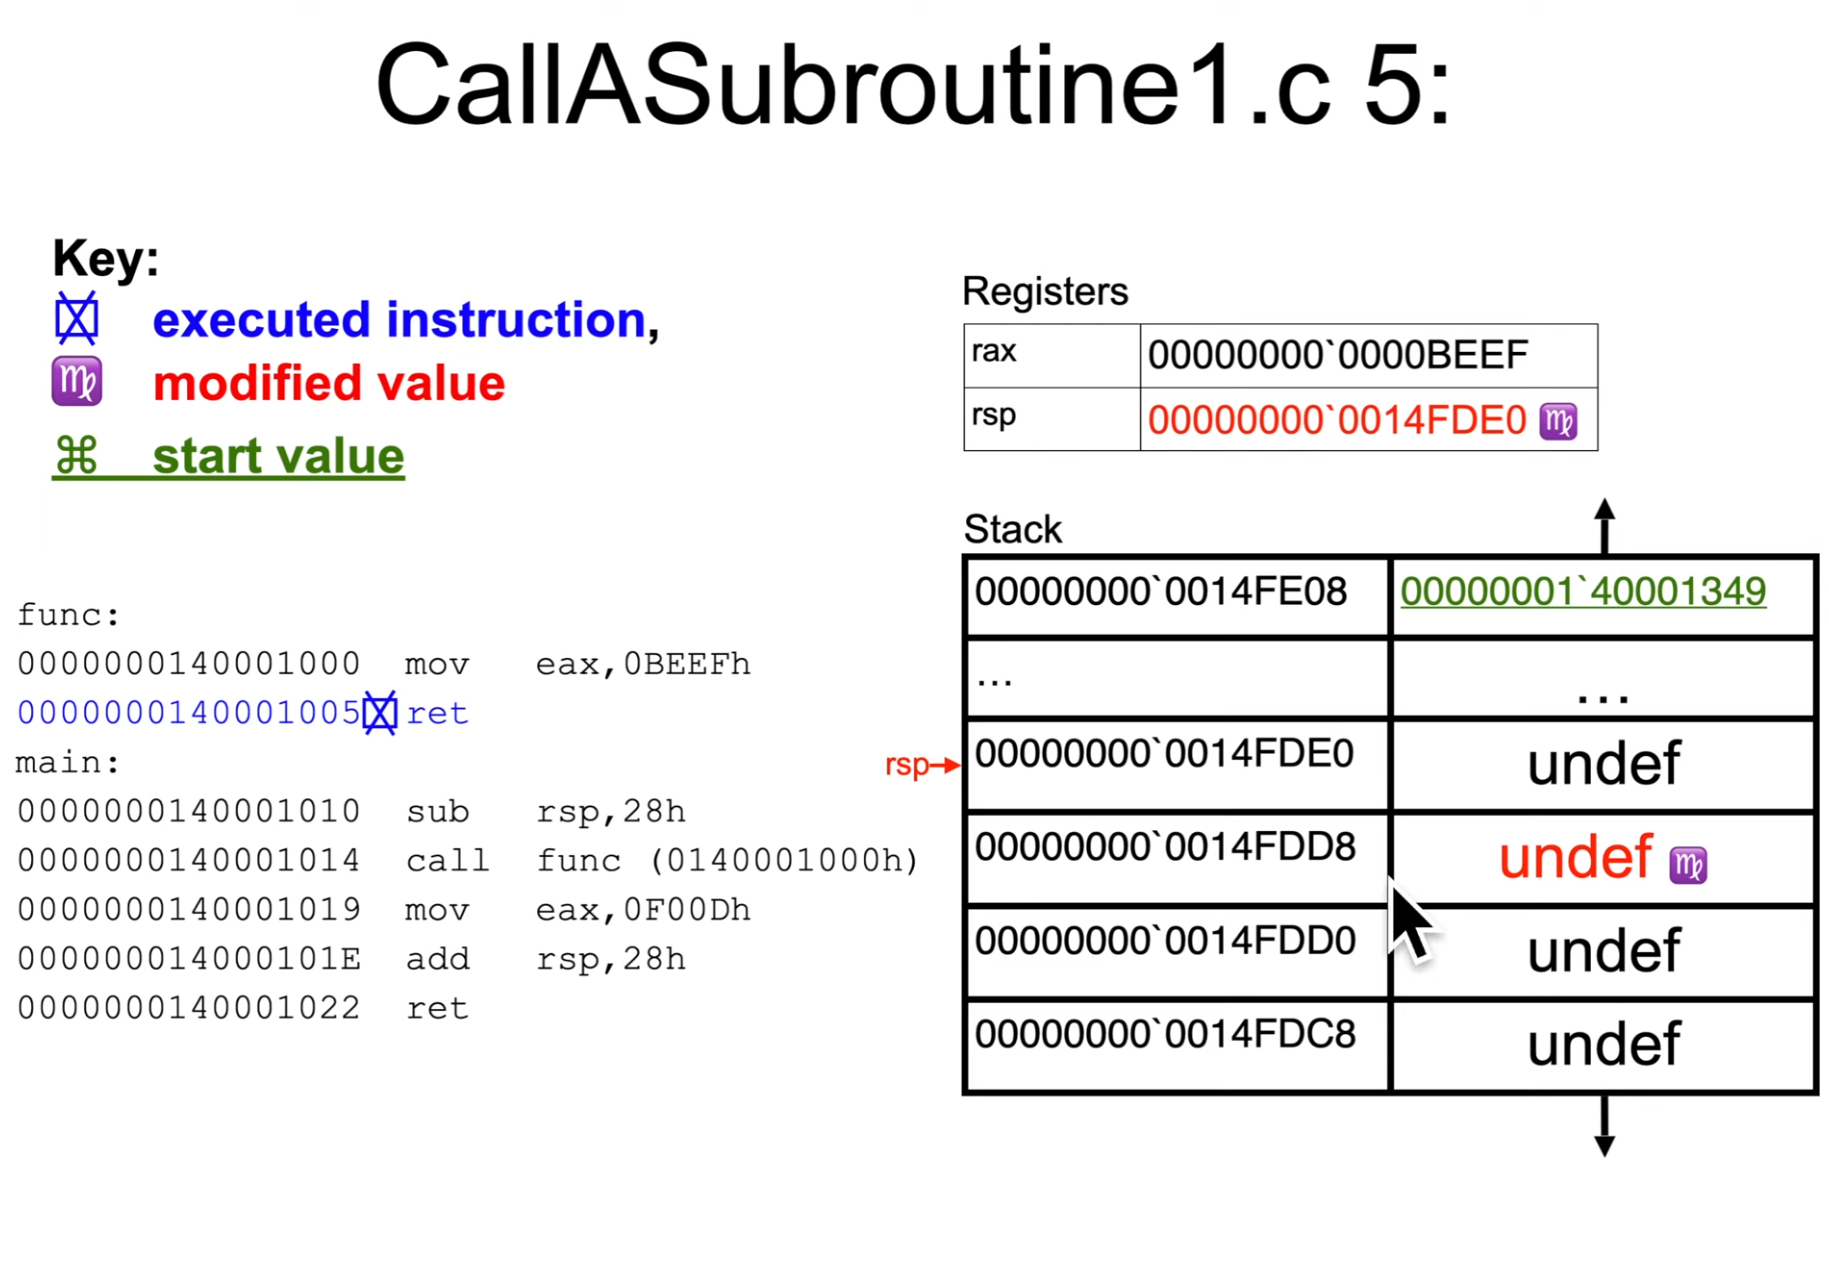 CallASubroutine1.c 5:
Key:
executed instruction,
♍ modified value
⌘ start value
func:
0000000140001000 mov eax,0BEEFh
0000000140001005 ret
main:
0000000140001010 sub rsp,28h
0000000140001014 call func (0140001000h)
0000000140001019 mov eax,0F00Dh
000000014000101E add rsp,28h
0000000140001022 ret
Registers
rax 00000000`0000BEEF
rsp 00000000`0014FDE0 ♍
Stack
00000000`0014FE08 00000001`40001349
... ...
rsp 00000000`0014FDE0 undef
00000000`0014FDD8 undef ♍
00000000`0014FDD0 undef
00000000`0014FDC8 undef